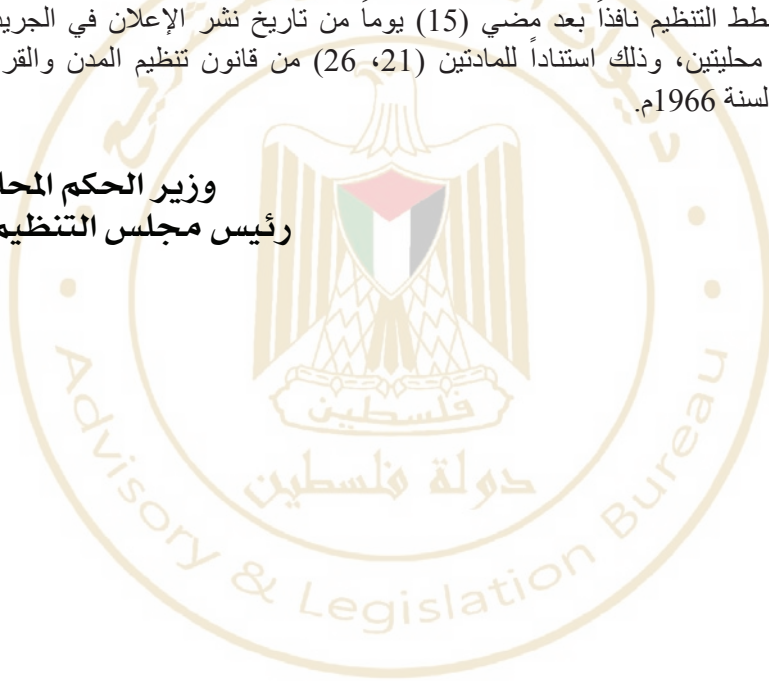 طط التنظيم نافذاً بعد مضي (15) يوماً من تاريخ نشر الإعلان في الجريد
محليتين، وذلك استناداً للمادتين (21، 26) من قانون تنظيم المدن والقر
لسنة 1966م.
وزير الحكم المحا
رئيس مجلس التنظيم
فلسطين
دولة فلسطين
Advisory & Legislation Bureau